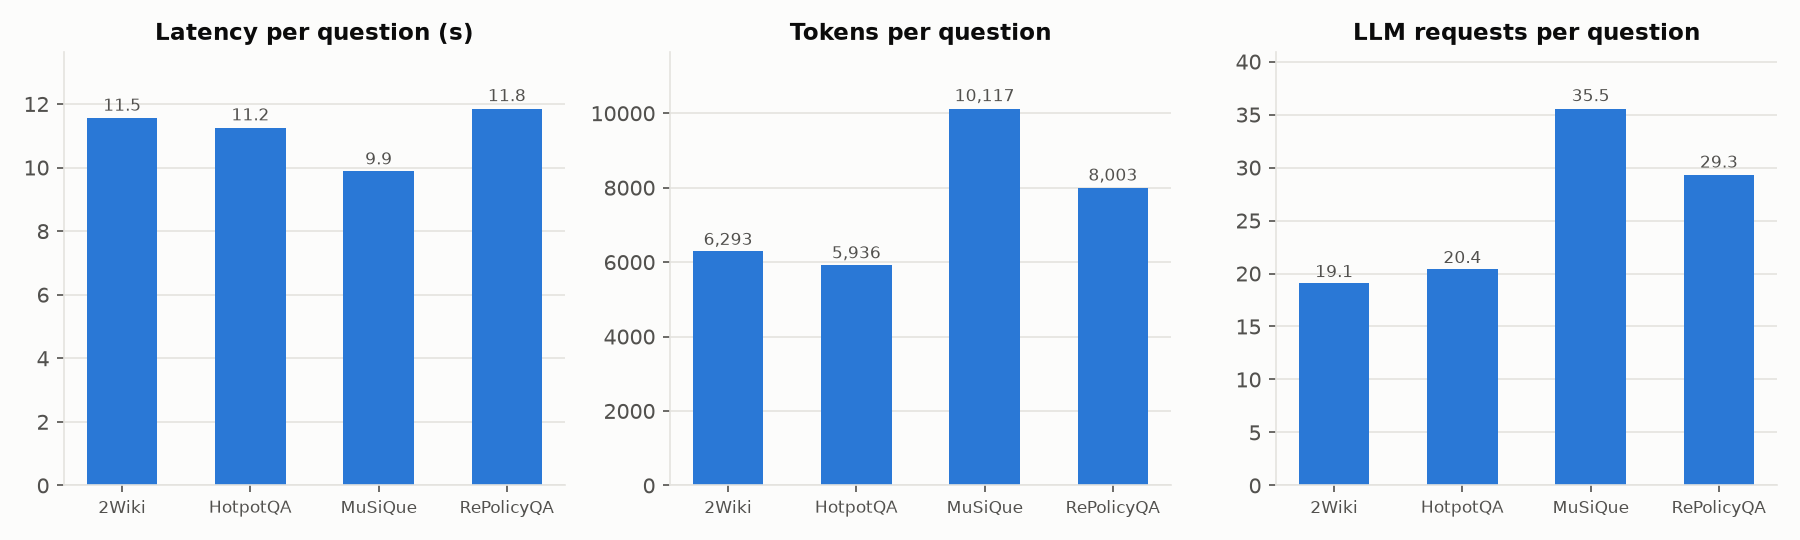 Latency per question (s)
12
10
8
6
4
2
0
11.5
11.2
9.9
11.8
2Wiki
HotpotQA
MuSiQue
RePolicyQA
Tokens per question
10000
8000
6000
4000
2000
0
6,293
5,936
10,117
8,003
2Wiki
HotpotQA
MuSiQue
RePolicyQA
LLM requests per question
40
35
30
25
20
15
10
5
0
19.1
20.4
35.5
29.3
2Wiki
HotpotQA
MuSiQue
RePolicyQA